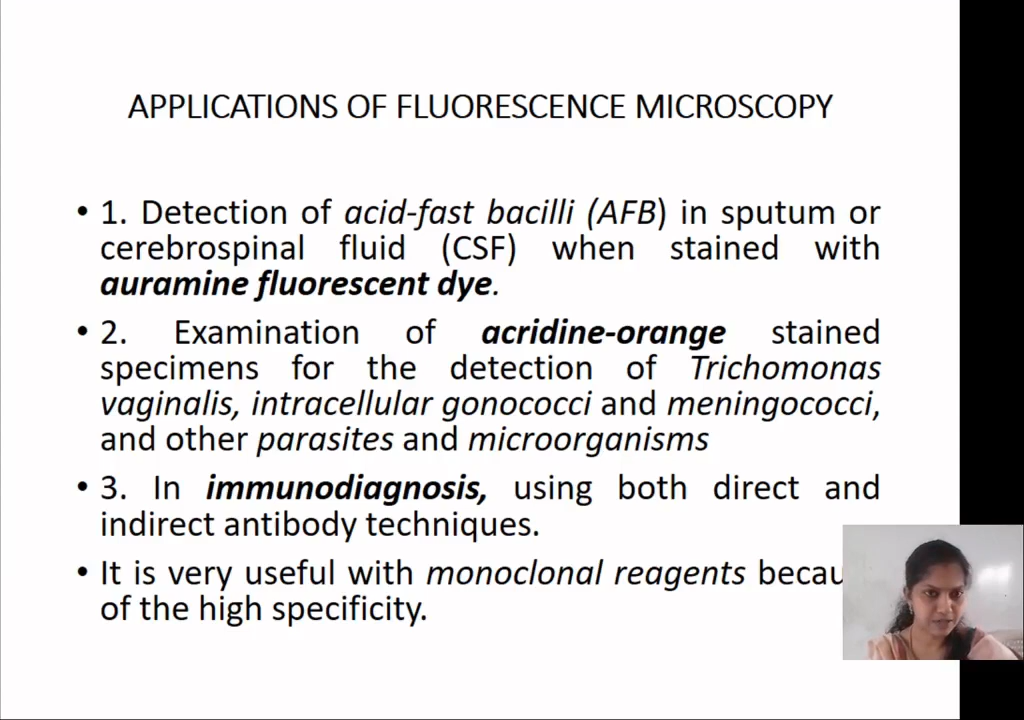 APPLICATIONS OF FLUORESCENCE MICROSCOPY
• 1. Detection of acid-fast bacilli (AFB) in sputum or
cerebrospinal fluid (CSF) when stained with
auramine fluorescent dye.
• 2. Examination of acridine-orange stained
specimens for the detection of Trichomonas
vaginalis, intracellular gonococci and meningococci,
and other parasites and microorganisms
• 3. In immunodiagnosis, using both direct and
indirect antibody techniques.
• It is very useful with monoclonal reagents becau
of the high specificity.